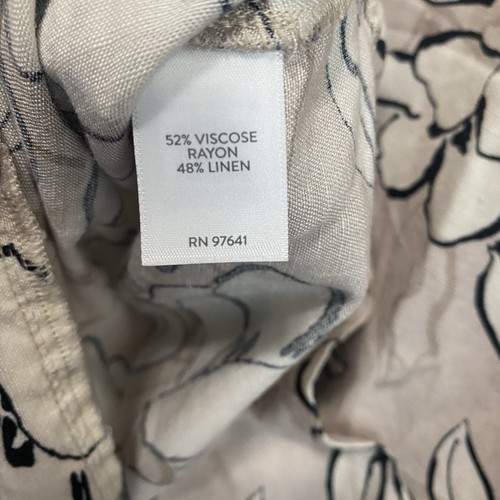 52% VISCOSE
RAYON
48% LINEN
RN 97641